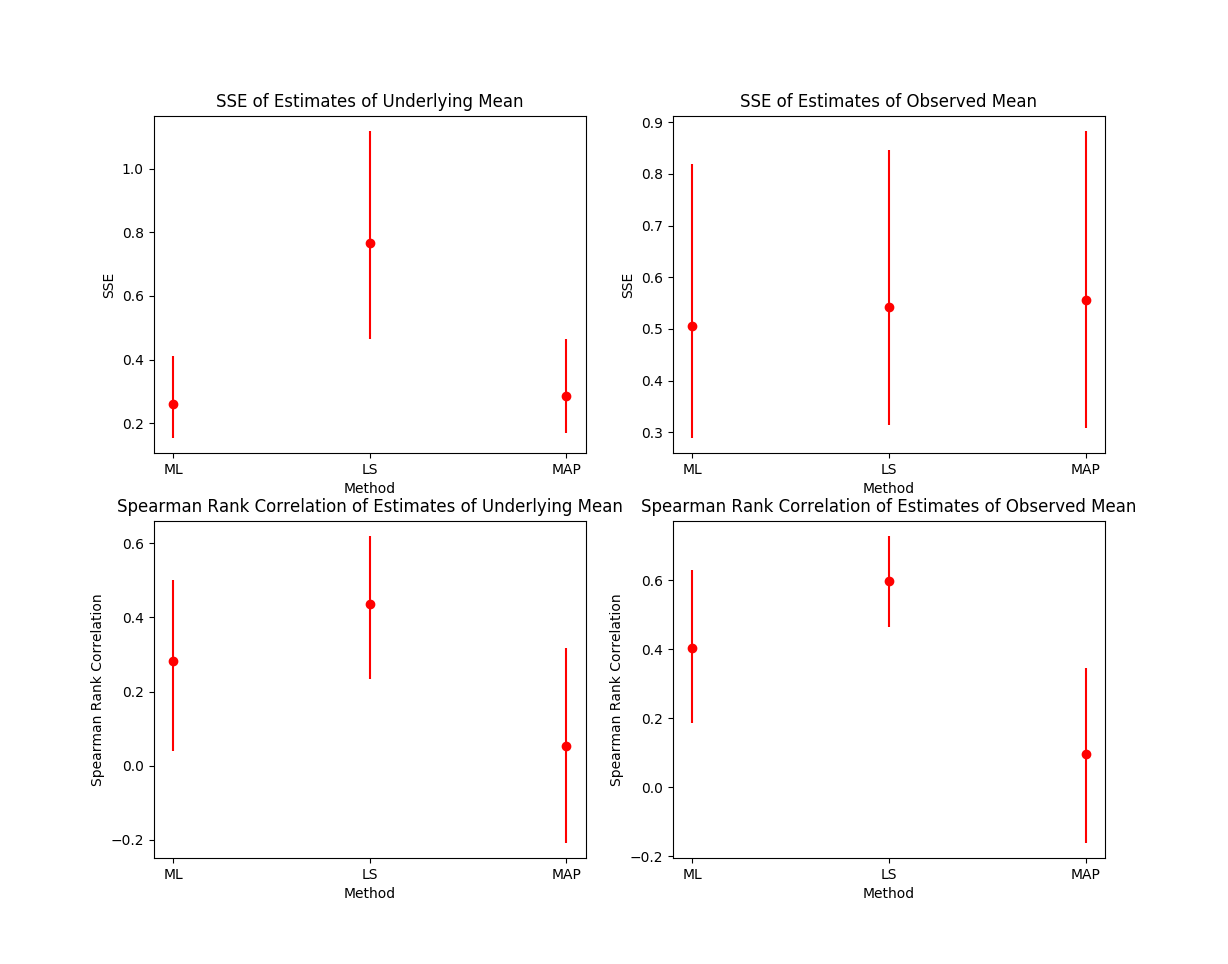 SSE of Estimates of Underlying Mean
SSE
1.0
0.8
0.6
0.4
0.2
ML LS MAP
Method
SSE of Estimates of Observed Mean
SSE
0.9
0.8
0.7
0.6
0.5
0.4
0.3
ML LS MAP
Method
Spearman Rank Correlation of Estimates of Underlying Mean
Spearman Rank Correlation
0.6
0.4
0.2
0.0
−0.2
ML LS MAP
Method
Spearman Rank Correlation of Estimates of Observed Mean
Spearman Rank Correlation
0.6
0.4
0.2
0.0
−0.2
ML LS MAP
Method